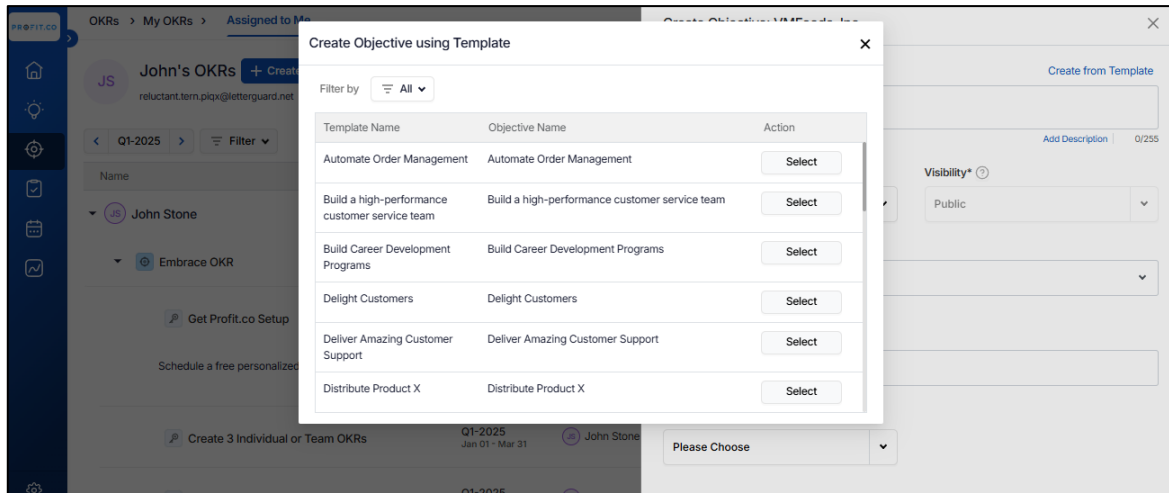 PROFIT.CO
OKRs > My OKRs > Assigned to Me
JS
John's OKRs + Create
reluctant.tern.piqx@letterguard.net
< Q1-2025 > Filter
Name
JS John Stone
Embrace OKR
Get Profit.co Setup
Schedule a free personalized
Create 3 Individual or Team OKRs
Q1-2025
Jan 01 - Mar 31
JS John Stone
Create Objective using Template
Filter by All
Template Name Objective Name Action
Automate Order Management Automate Order Management Select
Build a high-performance customer service team Build a high-performance customer service team Select
Build Career Development Programs Build Career Development Programs Select
Delight Customers Delight Customers Select
Deliver Amazing Customer Support Deliver Amazing Customer Support Select
Distribute Product X Distribute Product X Select
Create from Template
Add Description 0/255
Visibility* ?
Public
Please Choose